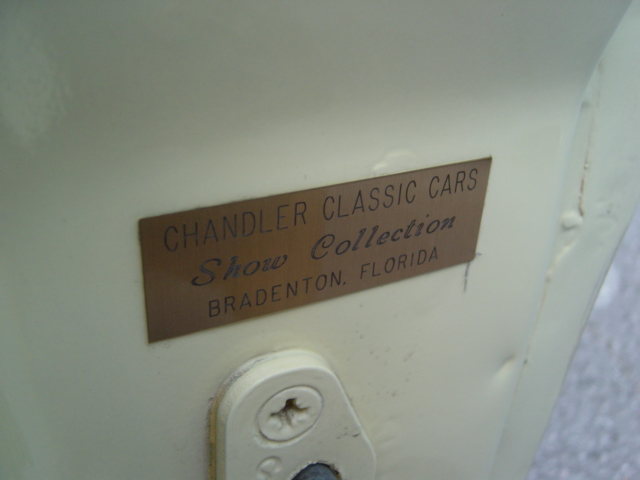 CHANDLER CLASSIC CARS
Show Collection
BRADENTON, FLORIDA